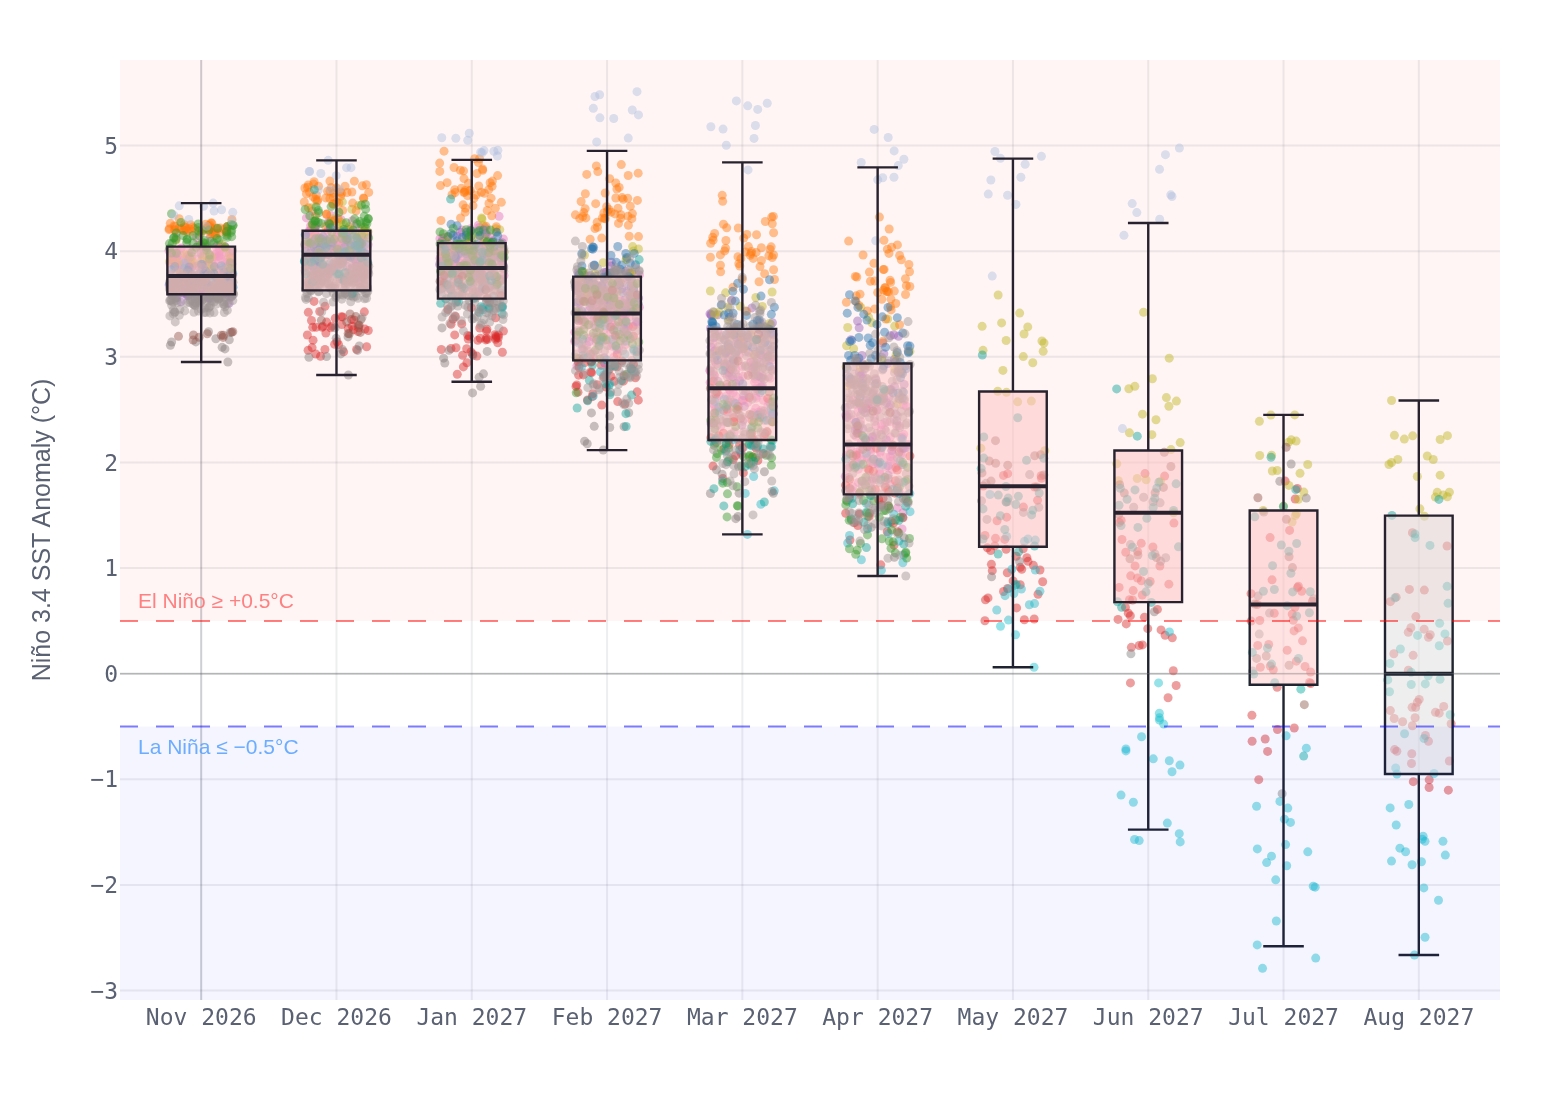 Niño 3.4 SST Anomaly (°C)
5
4
3
2
1
0
−1
−2
−3
El Niño ≥ +0.5°C
La Niña ≤ −0.5°C
Nov 2026 Dec 2026 Jan 2027 Feb 2027 Mar 2027 Apr 2027 May 2027 Jun 2027 Jul 2027 Aug 2027